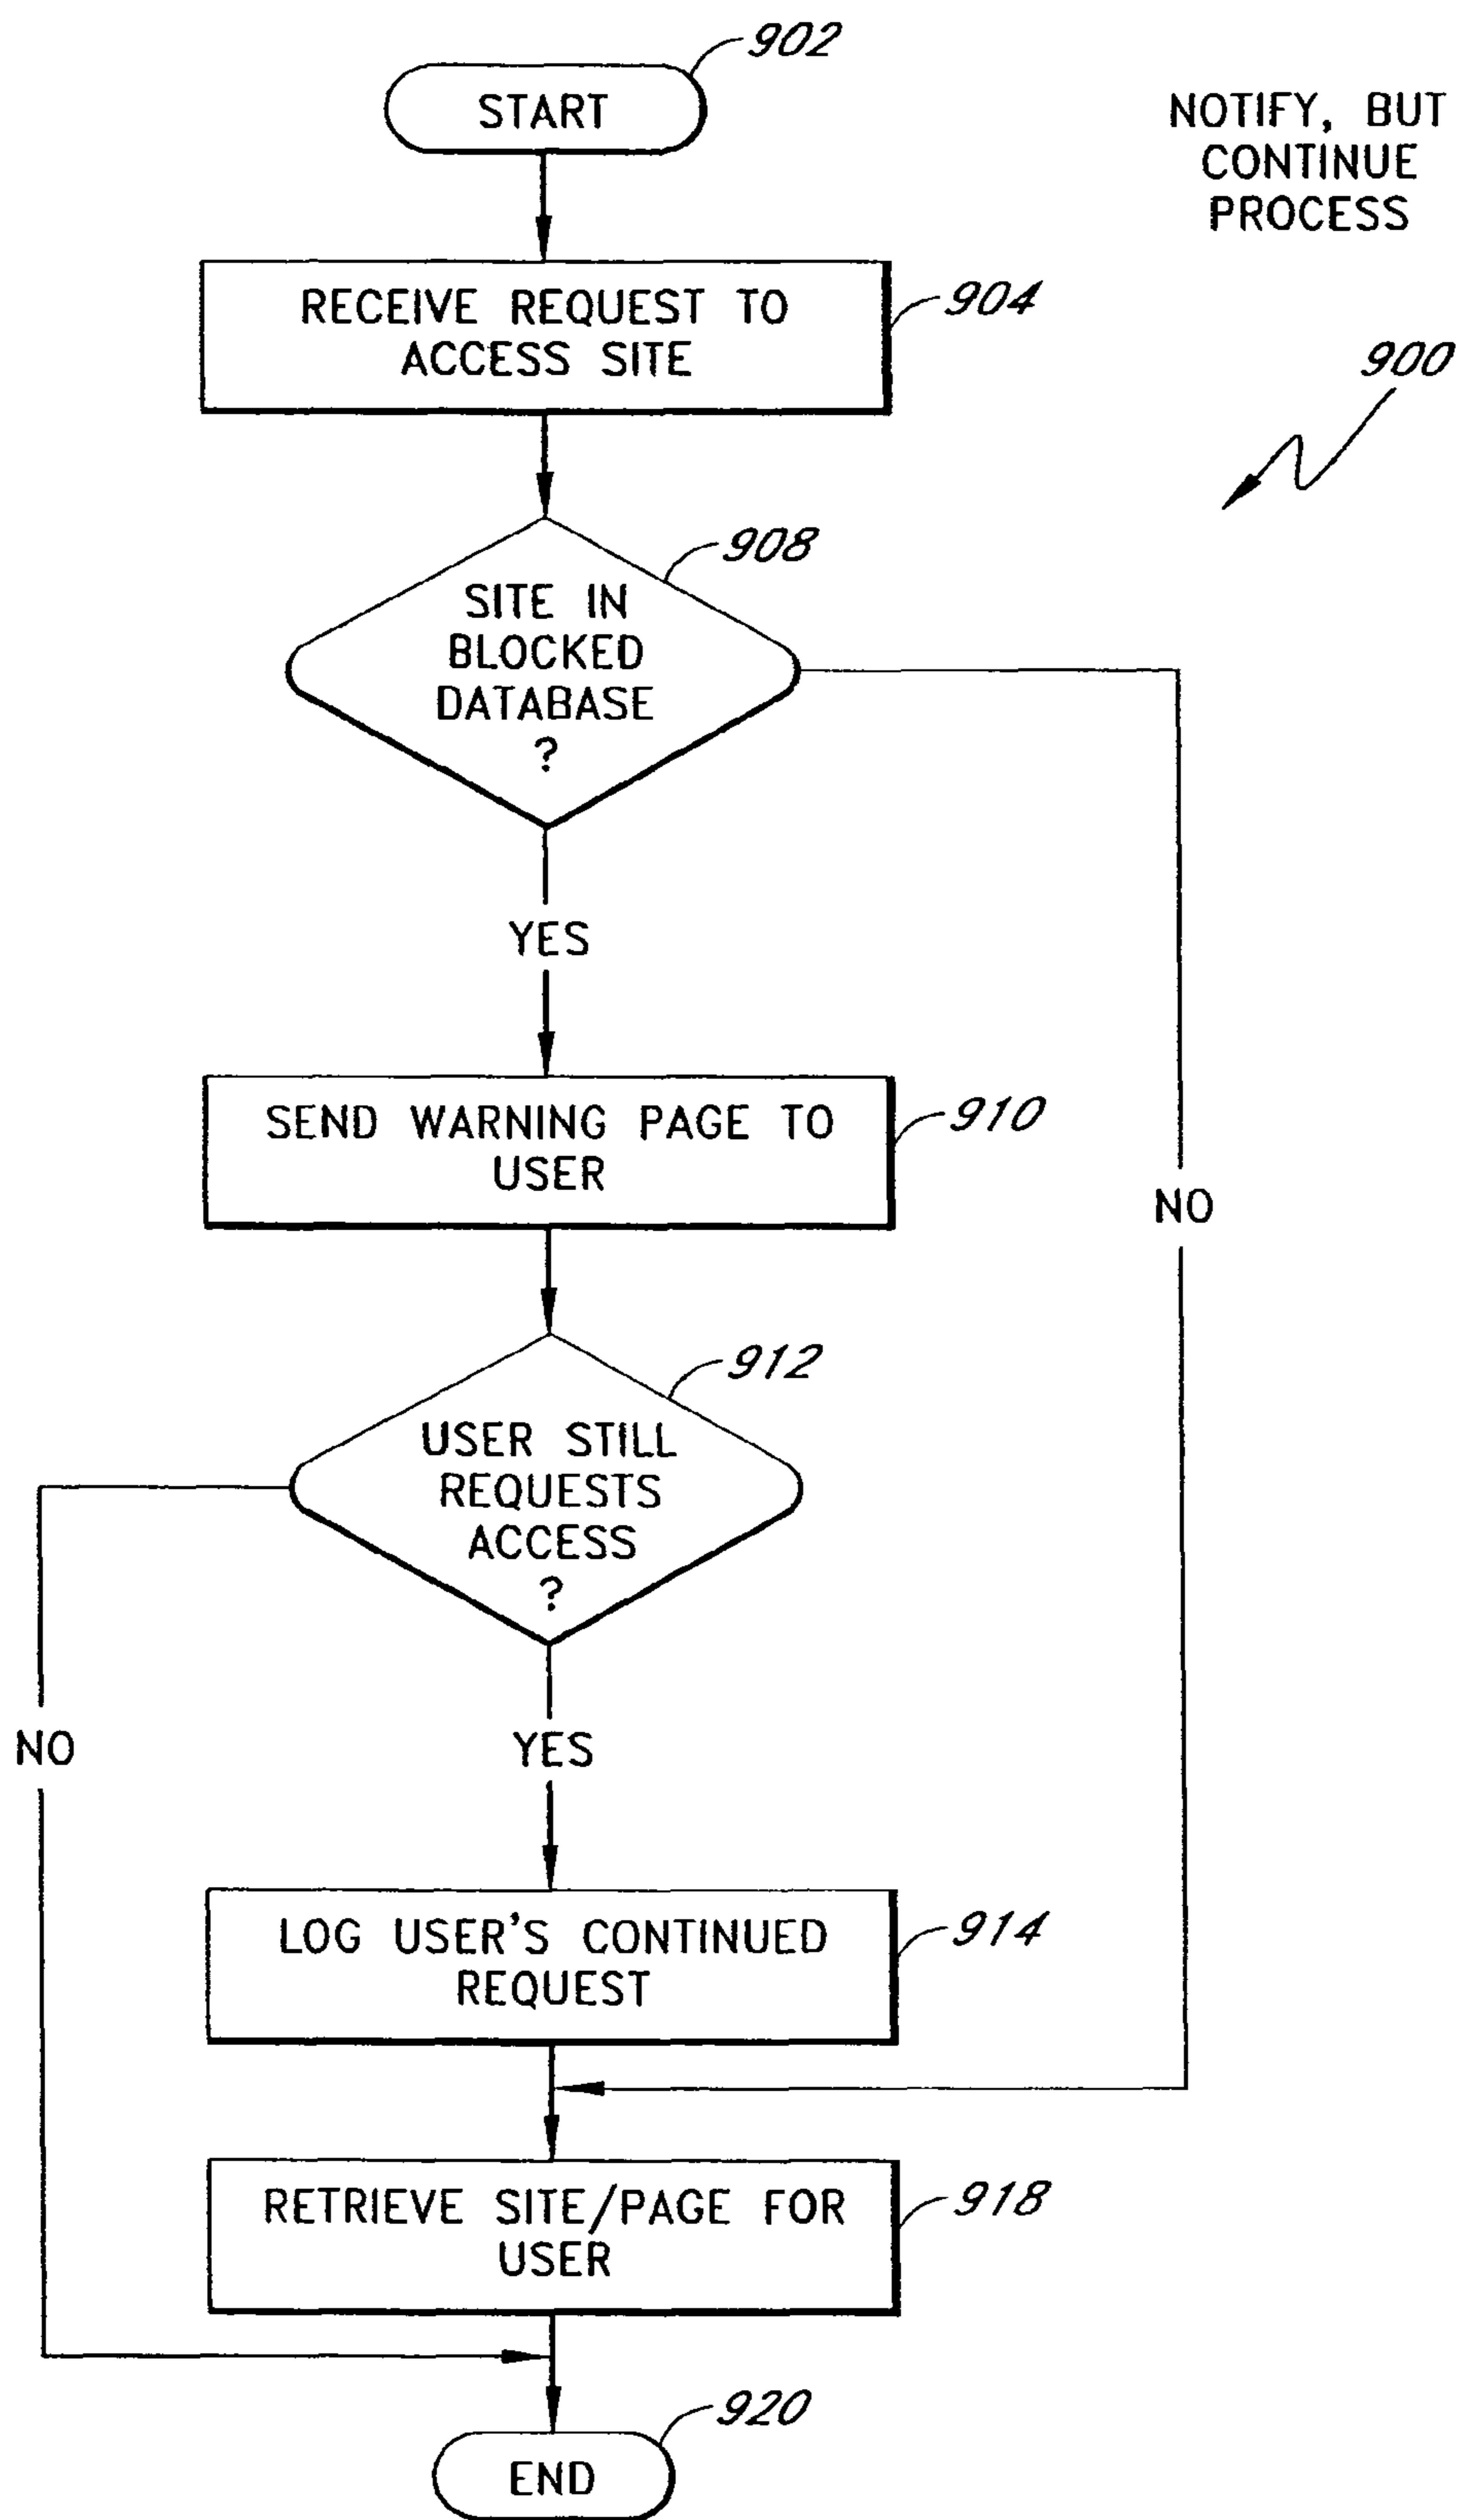 902
START
NOTIFY, BUT
CONTINUE
PROCESS
RECEIVE REQUEST TO
ACCESS SITE
904
900
908
SITE IN
BLOCKED
DATABASE
?
YES
SEND WARNING PAGE TO
USER
910
NO
912
USER STILL
REQUESTS
ACCESS
?
NO
YES
LOG USER'S CONTINUED
REQUEST
914
RETRIEVE SITE/PAGE FOR
USER
918
920
END